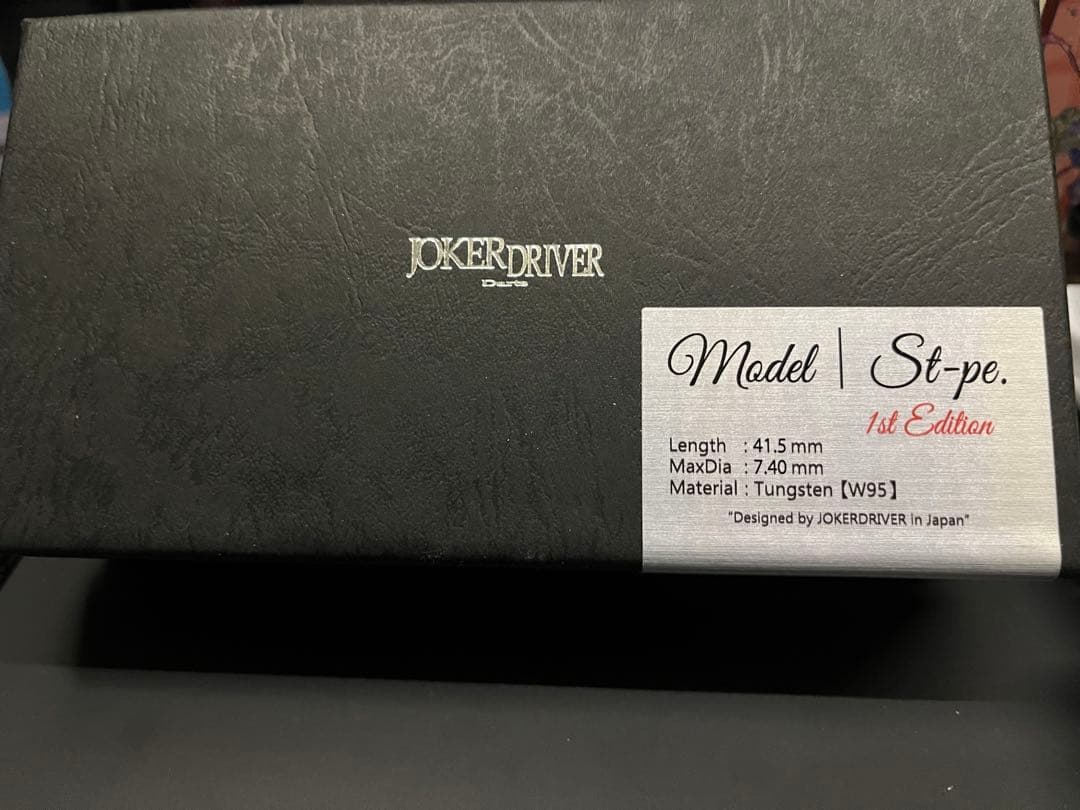 JOKERDRIVER
Darts
Model | St-pe.
1st Edition
Length : 41.5 mm
MaxDia : 7.40 mm
Material : Tungsten【W95】
"Designed by JOKERDRIVER in Japan"